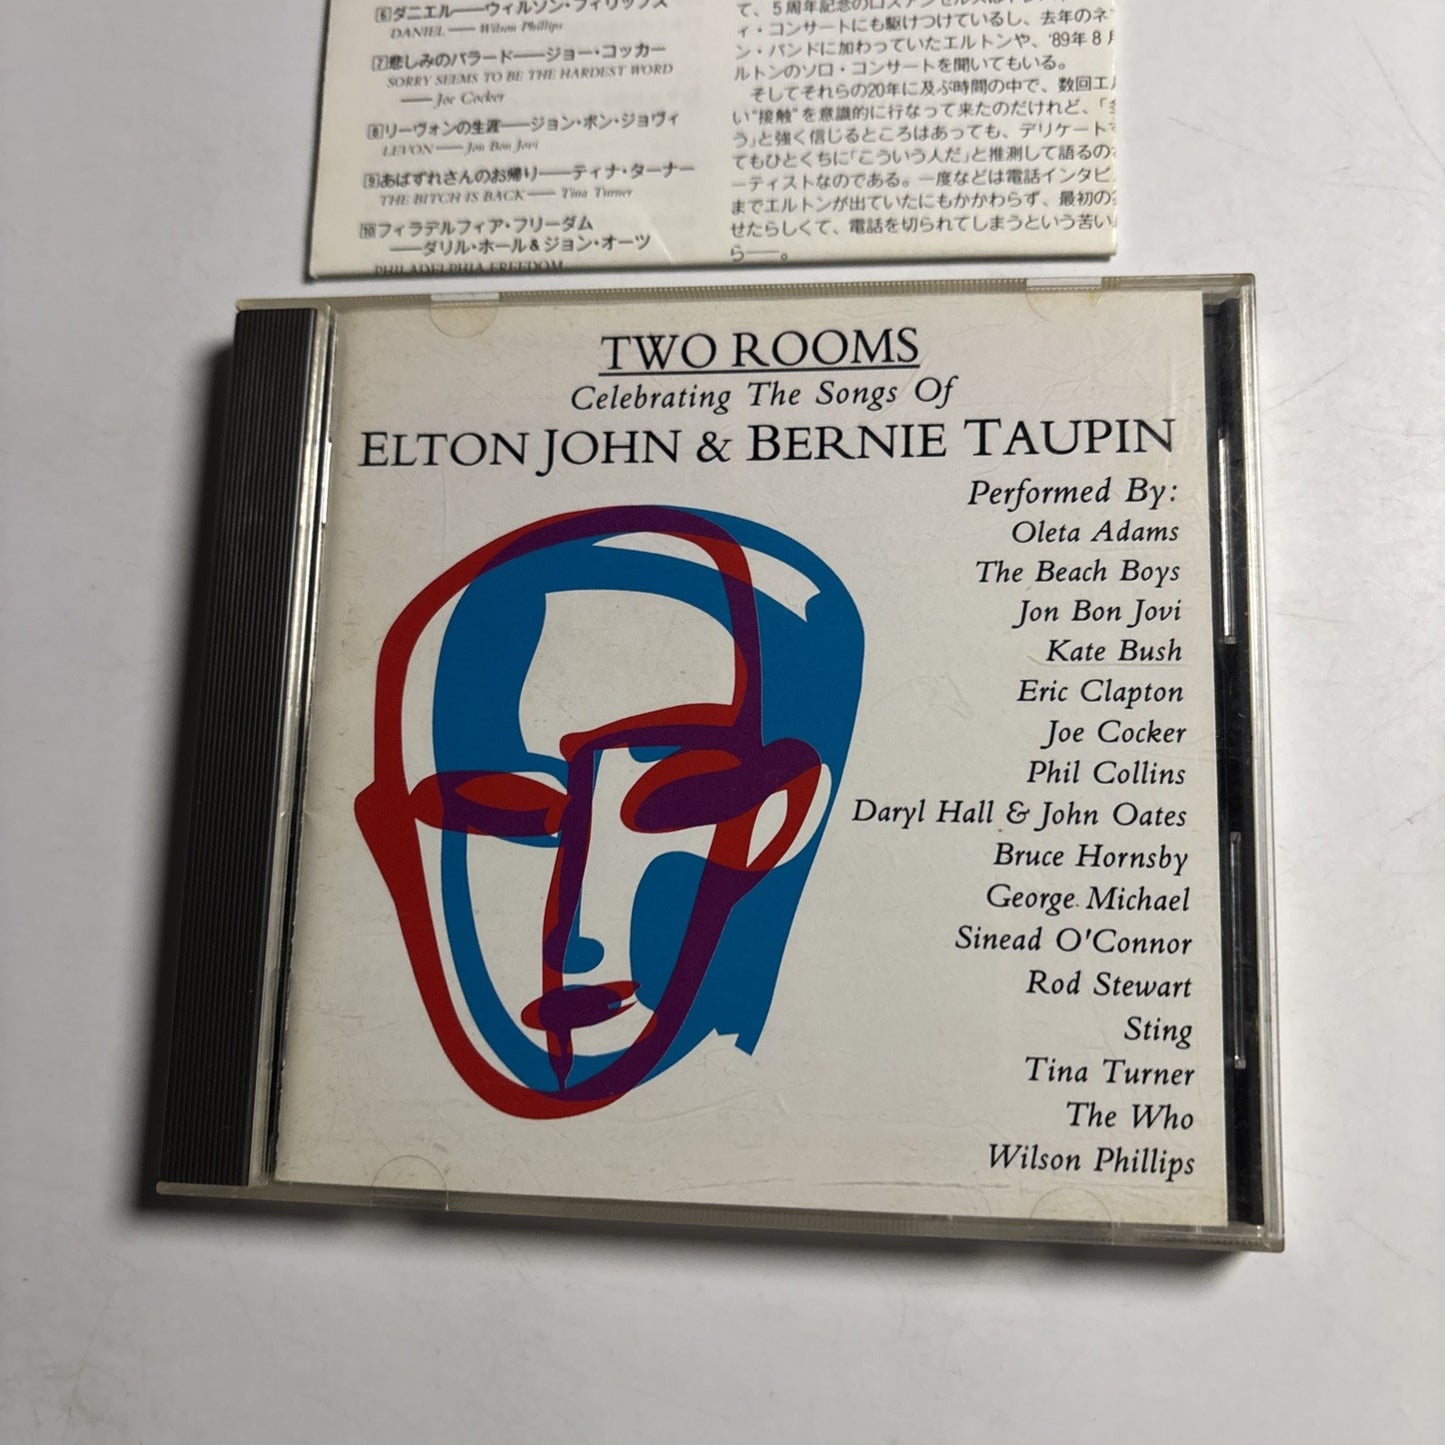 ⑥ダニエル──ウィルソン・フィリップス
DANIEL── Wilson Phillips
⑦悲しみのバラード──ジョー・コッカー
SORRY SEEMS TO BE THE HARDEST WORD
── Joe Cocker
⑧リーヴォンの生涯──ジョン・ボン・ジョヴィ
LEVON── Jon Bon Jovi
⑨あばずれさんのお帰り──ティナ・ターナー
THE BITCH IS BACK── Tina Turner
⑩フィラデルフィア・フリーダム
──ダリル・ホール&ジョン・オーツ
PHILADELPHIA FREEDOM
て、5周年記念のロスアンゼルスは
ィ・コンサートにも駆けつけているし、去年のネ
ン・バンドに加わっていたエルトンや、'89年8月
ルトンのソロ・コンサートを聞いてもいる。
そしてそれらの20年に及ぶ時間の中で、数回エル
い“接触”を意識的に行なって来たのだけれど、「
う」と強く信じるところはあっても、デリケートで
てもひとくちに「こういう人だ」と推測して語るの
ーティストなのである。一度などは電話インタビ
までエルトンが出ていたにもかかわらず、最初の
せたらしくて、電話を切られてしまうという苦い
ら──。
TWO ROOMS
Celebrating The Songs Of
ELTON JOHN & BERNIE TAUPIN
Performed By:
Oleta Adams
The Beach Boys
Jon Bon Jovi
Kate Bush
Eric Clapton
Joe Cocker
Phil Collins
Daryl Hall & John Oates
Bruce Hornsby
George Michael
Sinead O'Connor
Rod Stewart
Sting
Tina Turner
The Who
Wilson Phillips